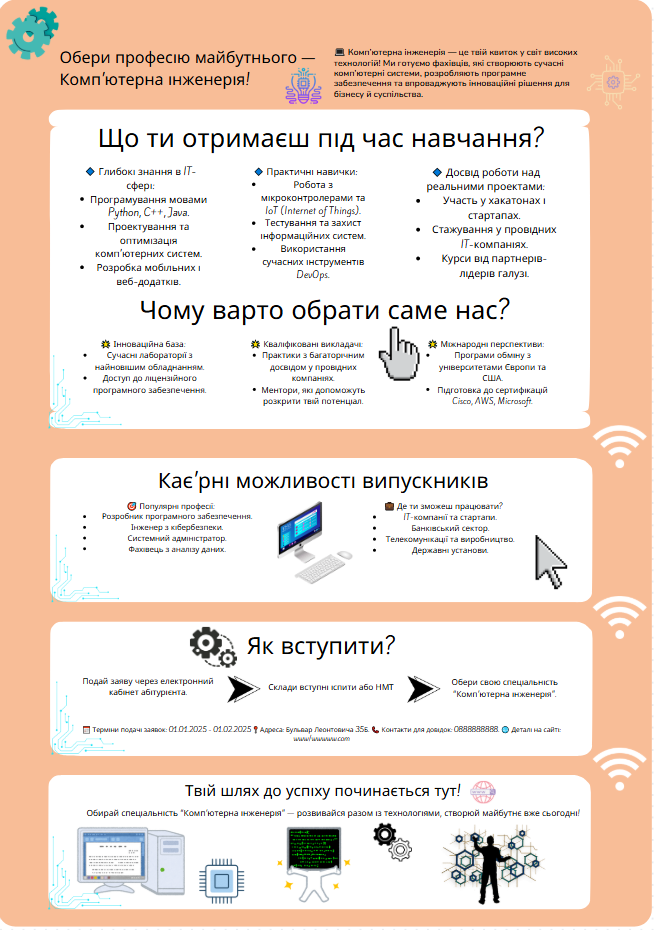 Обери професію майбутнього —
Комп'ютерна інженерія!
💻 Комп'ютерна інженерія — це твій квиток у світ високих
технологій! Ми готуємо фахівців, які створюють сучасні
комп'ютерні системи, розробляють програмне
забезпечення та впроваджують інноваційні рішення для
бізнесу й суспільства.
Що ти отримаєш під час навчання?
🔷 Глибокі знання в IT-
сфері:
• Програмування мовами
Python, C++, Java.
• Проектування та
оптимізація
комп'ютерних систем.
• Розробка мобільних і
веб-додатків.
🔷 Практичні навички:
• Робота з
мікроконтролерами та
IoT (Internet of Things).
• Тестування та захист
інформаційних систем.
• Використання
сучасних інструментів
DevOps.
🔷 Досвід роботи над
реальними проектами:
• Участь у хакатонах і
стартапах.
• Стажування у провідних
IT-компаніях.
• Курси від партнерів-
лідерів галузі.
Чому варто обрати саме нас?
🌟 Інноваційна база:
• Сучасні лабораторії з
найновішим обладнанням.
• Доступ до ліцензійного
програмного забезпечення.
🌟 Кваліфіковані викладачі:
• Практики з багаторічним
досвідом у провідних
компаніях.
• Ментори, які допоможуть
розкрити твій потенціал.
🌟 Міжнародні перспективи:
• Програми обміну з
університетами Європи та
США.
• Підготовка до сертифікацій
Cisco, AWS, Microsoft.
Кає'рні можливості випускників
🎯 Популярні професії:
• Розробник програмного забезпечення.
• Інженер з кібербезпеки.
• Системний адміністратор.
• Фахівець з аналізу даних.
💼 Де ти зможеш працювати?
• IT-компанії та стартапи.
• Банківський сектор.
• Телекомунікації та виробництво.
• Державні установи.
Як вступити?
Подай заяву через електронний
кабінет абітурієнта.
Склади вступні іспити або НМТ
Обери свою спеціальність
"Комп'ютерна інженерія".
📅 Терміни подачі заявок: 01.01.2025 - 01.02.2025 📍 Адреса: Бульвар Леонтовича 35Б. 📞 Контакти для довідок: 0888888888. 🌐 Деталі на сайті:
Твій шлях до успіху починається тут!
Обирай спеціальність "Комп'ютерна інженерія" — розвивайся разом із технологіями, створюй майбутнє вже сьогодні!